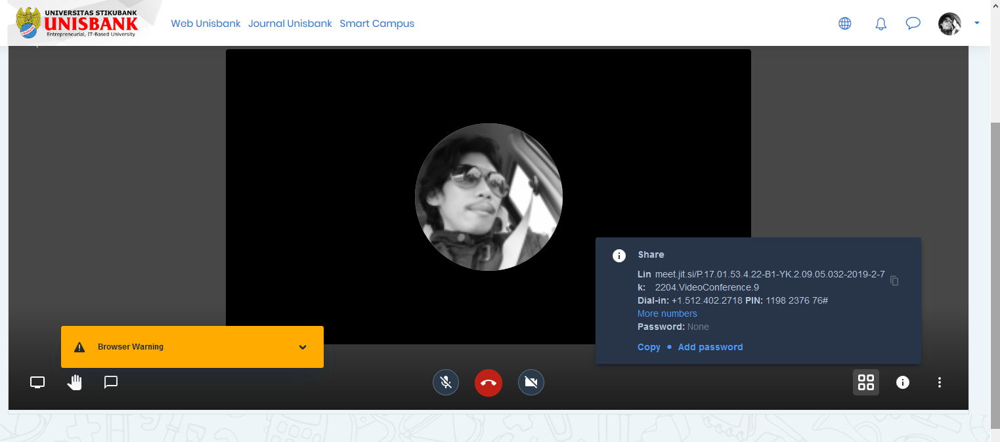 UNIVERSITAS STIKUBANK
UNISBANK
Entrepreneurial, IT-Based University
Web Unisbank Journal Unisbank Smart Campus
Share
Lin meet.jit.si/P.17.01.53.4.22-B1-YK.2.09.05.032-2019-2-7
k: 2204.VideoConference.9
Dial-in: +1.512.402.2718 PIN: 1198 2376 76#
More numbers
Password: None
Copy • Add password
Browser Warning